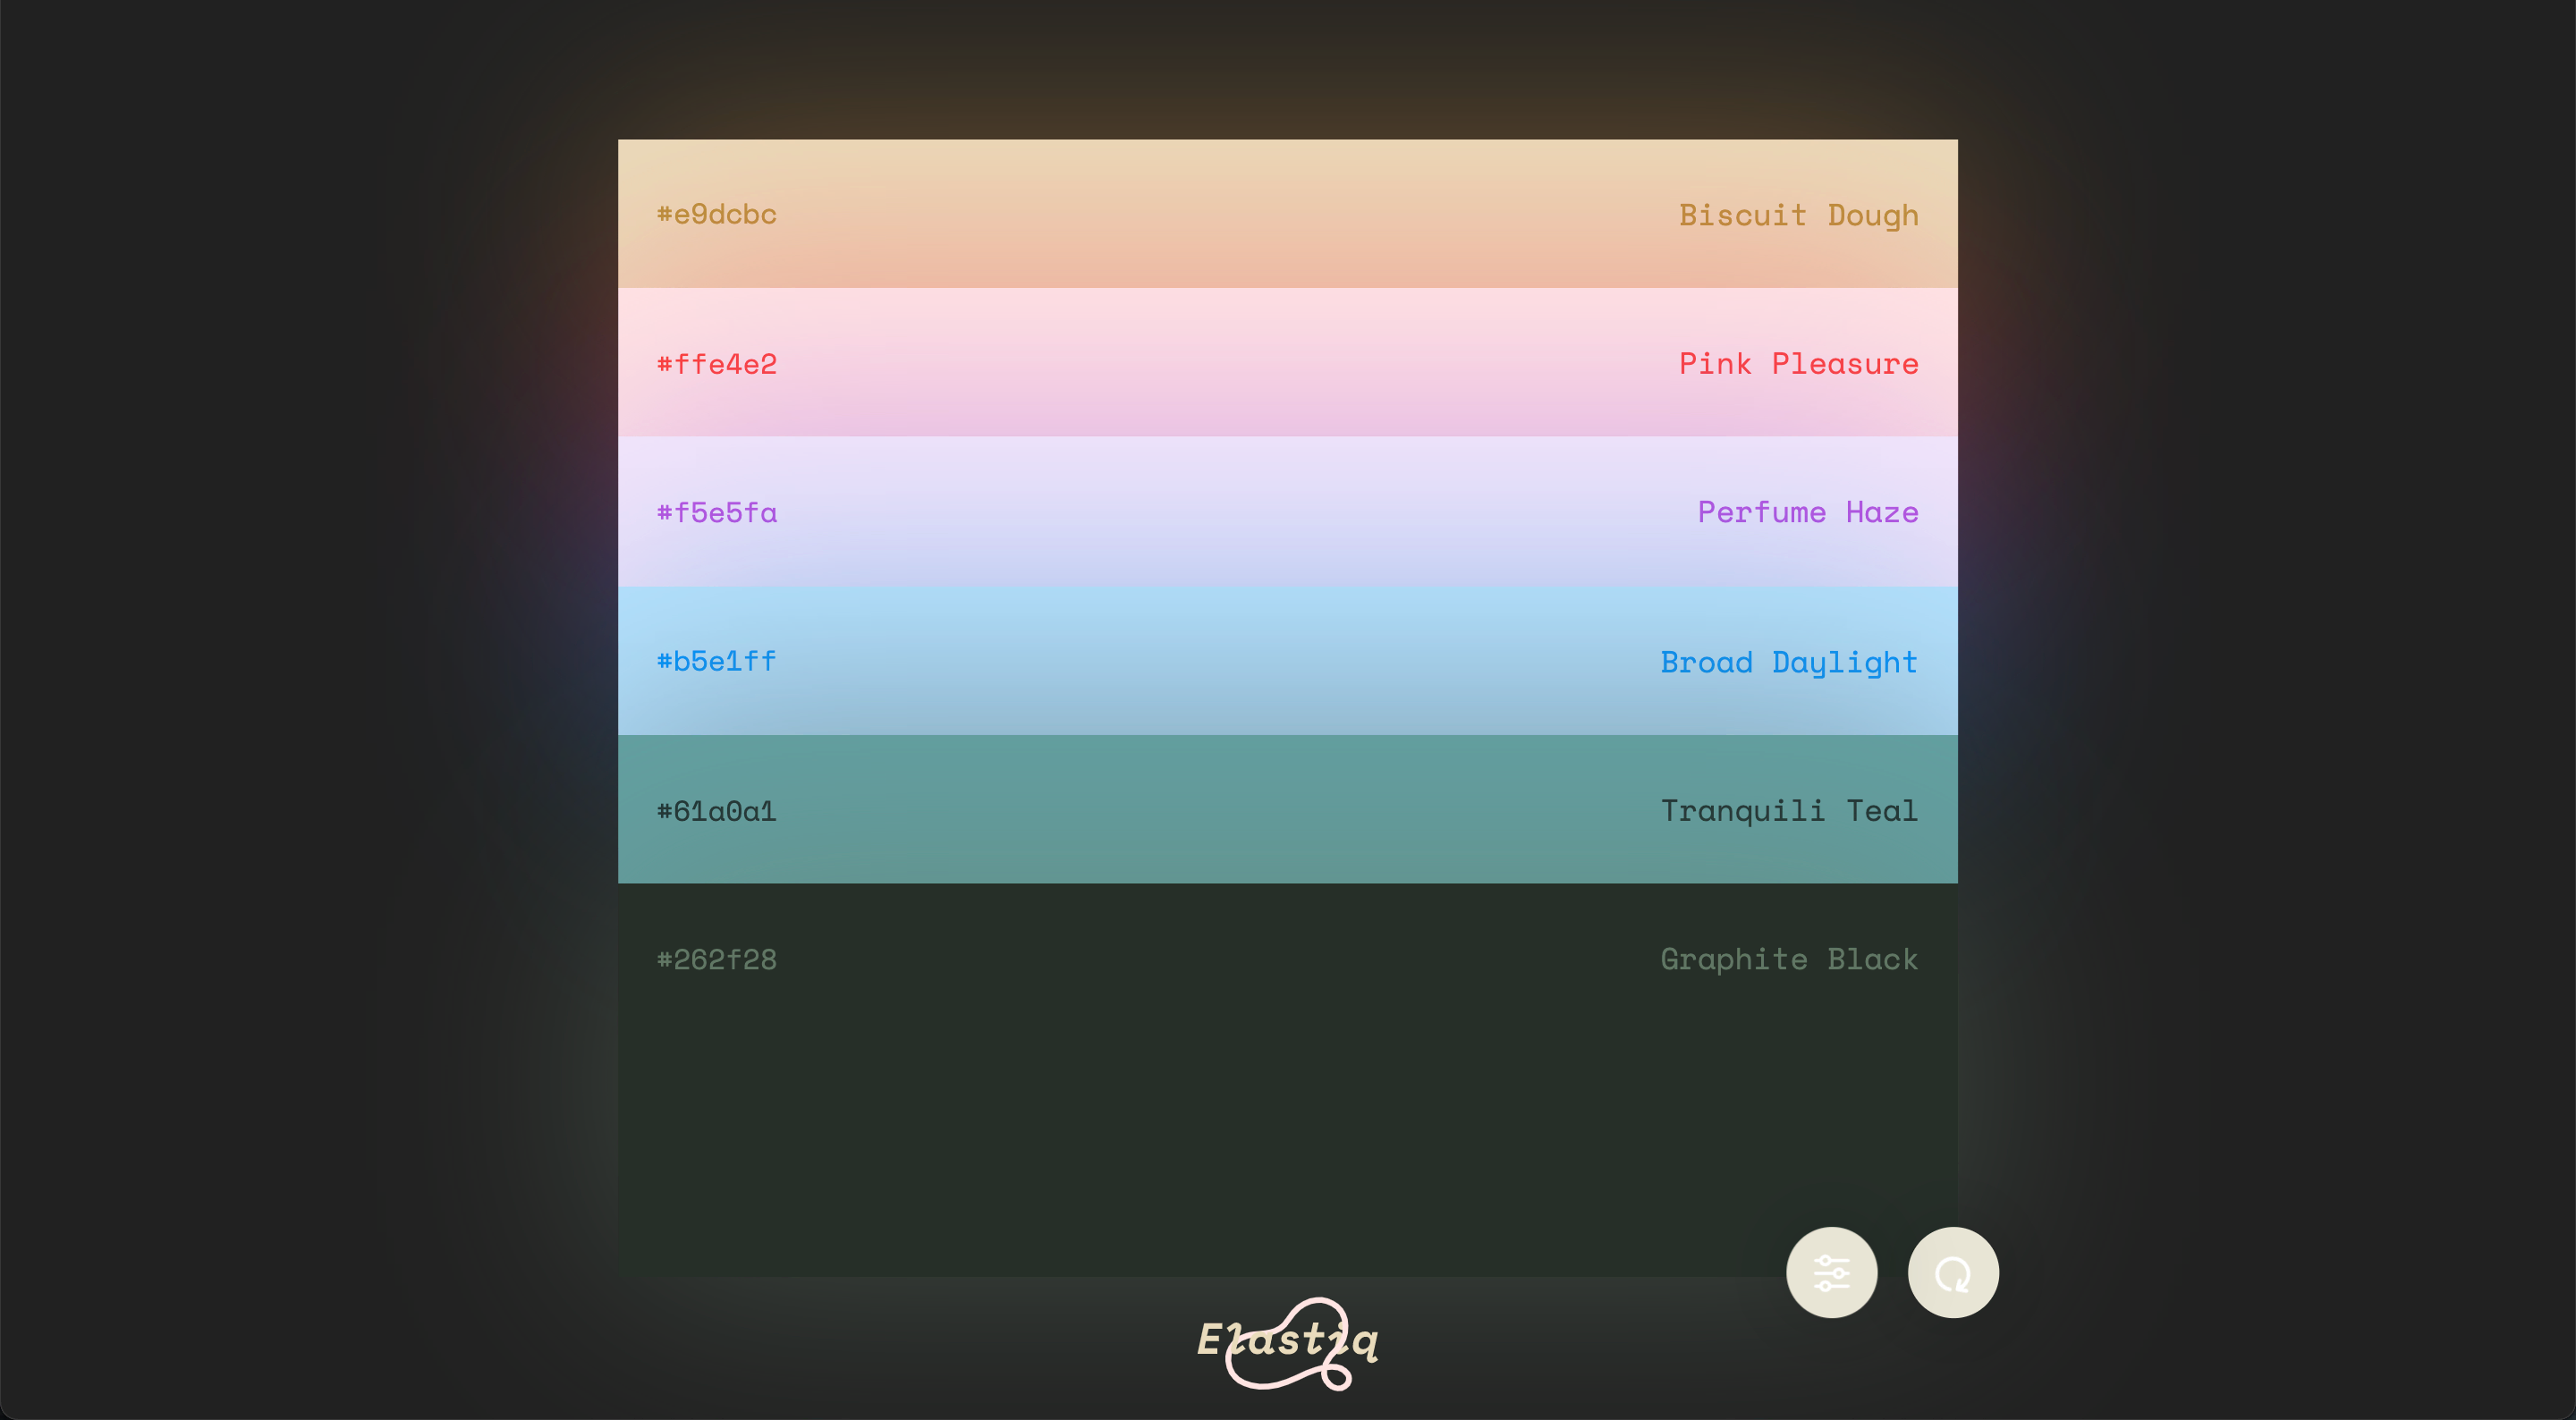 #e9dcbc Biscuit Dough
#ffe4e2 Pink Pleasure
#f5e5fa Perfume Haze
#b5e1ff Broad Daylight
#61a0a1 Tranquili Teal
#262f28 Graphite Black
Elastiq